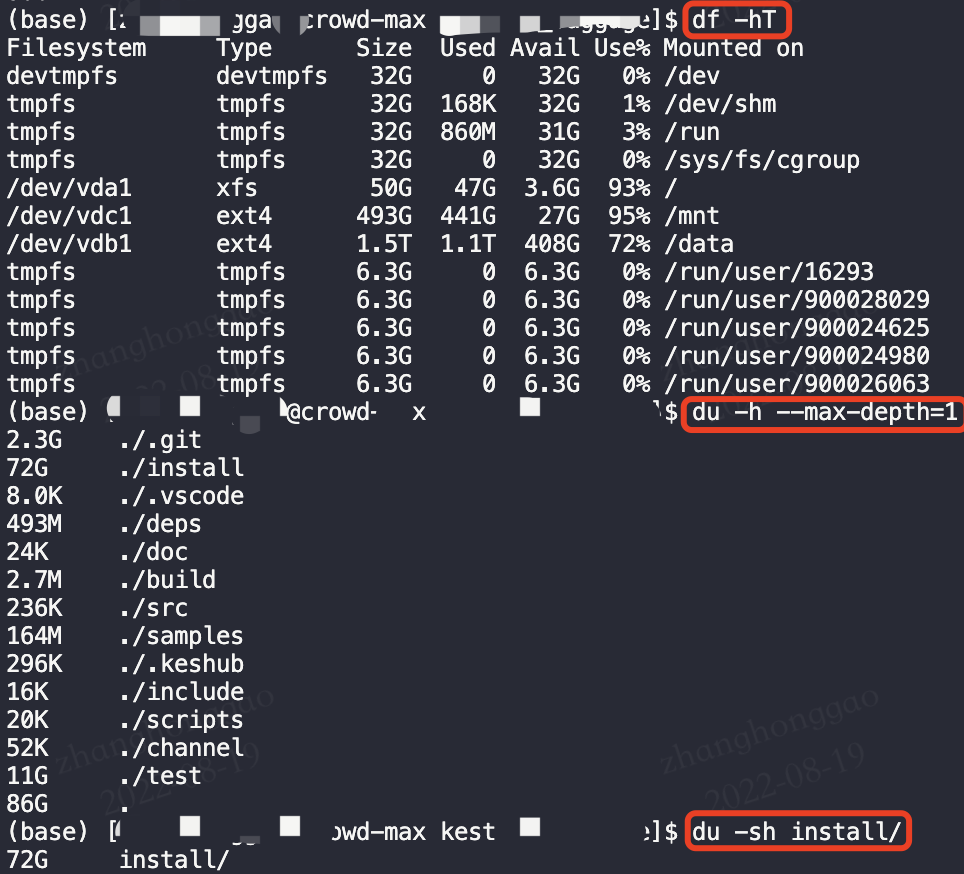 (base) [ crowd-max ]$ df -hT
Filesystem Type Size Used Avail Use% Mounted on
devtmpfs devtmpfs 32G 0 32G 0% /dev
tmpfs tmpfs 32G 168K 32G 1% /dev/shm
tmpfs tmpfs 32G 860M 31G 3% /run
tmpfs tmpfs 32G 0 32G 0% /sys/fs/cgroup
/dev/vda1 xfs 50G 47G 3.6G 93% /
/dev/vdc1 ext4 493G 441G 27G 95% /mnt
/dev/vdb1 ext4 1.5T 1.1T 408G 72% /data
tmpfs tmpfs 6.3G 0 6.3G 0% /run/user/16293
tmpfs tmpfs 6.3G 0 6.3G 0% /run/user/900028029
tmpfs tmpfs 6.3G 0 6.3G 0% /run/user/900024625
tmpfs tmpfs 6.3G 0 6.3G 0% /run/user/900024980
tmpfs tmpfs 6.3G 0 6.3G 0% /run/user/900026063
(base) @crowd- x ]$ du -h --max-depth=1
2.3G ./.git
72G ./install
8.0K ./.vscode
493M ./deps
24K ./doc
2.7M ./build
236K ./src
164M ./samples
296K ./.keshub
16K ./include
20K ./scripts
52K ./channel
11G ./test
86G .
(base) [ owd-max kest e]$ du -sh install/
72G install/
zhanghonggao
2022-08-19
zhanghonggao
2022-08-19